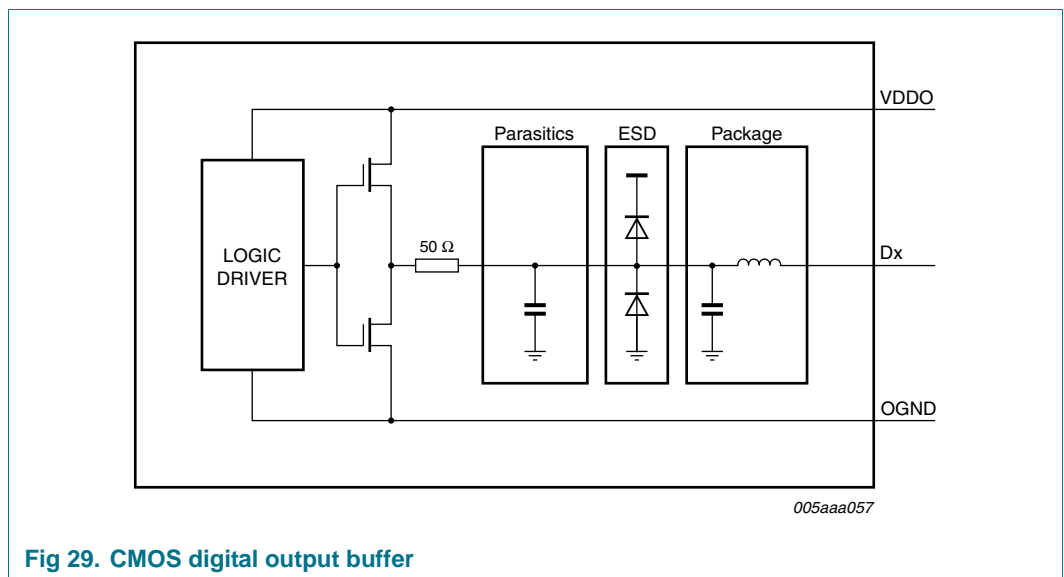 VDDO
Parasitics
ESD
Package
LOGIC
DRIVER
50 Ω
Dx
OGND
005aaa057
Fig 29. CMOS digital output buffer